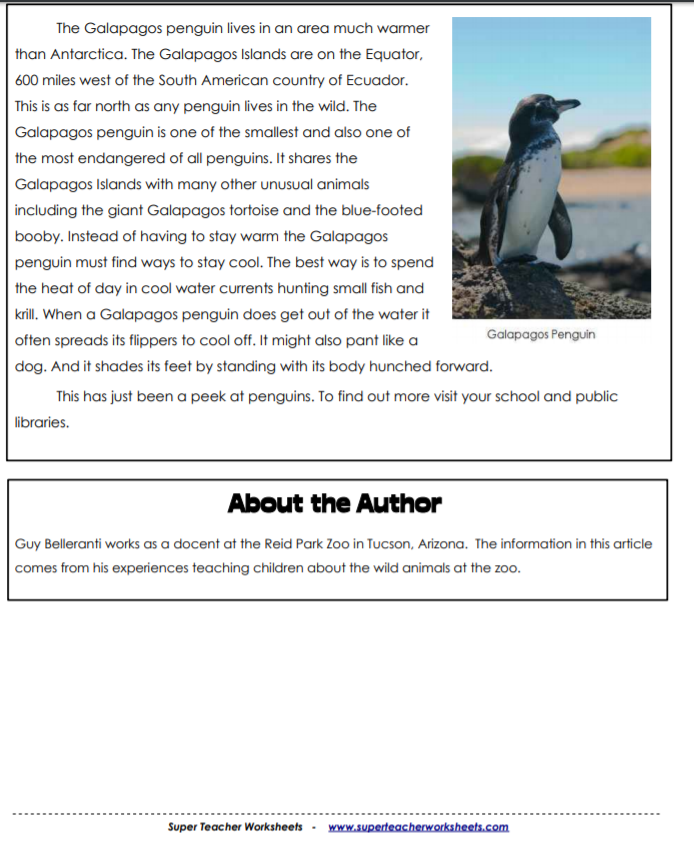 The Galapagos penguin lives in an area much warmer
than Antarctica. The Galapagos Islands are on the Equator,
600 miles west of the South American country of Ecuador.
This is as far north as any penguin lives in the wild. The
Galapagos penguin is one of the smallest and also one of
the most endangered of all penguins. It shares the
Galapagos Islands with many other unusual animals
including the giant Galapagos tortoise and the blue-footed
booby. Instead of having to stay warm the Galapagos
penguin must find ways to stay cool. The best way is to spend
the heat of day in cool water currents hunting small fish and
krill. When a Galapagos penguin does get out of the water it
often spreads its flippers to cool off. It might also pant like a
dog. And it shades its feet by standing with its body hunched forward.
Galapagos Penguin
This has just been a peek at penguins. To find out more visit your school and public
libraries.
About the Author
Guy Belleranti works as a docent at the Reid Park Zoo in Tucson, Arizona. The information in this article
comes from his experiences teaching children about the wild animals at the zoo.
Super Teacher Worksheets - www.superteacherworksheets.com